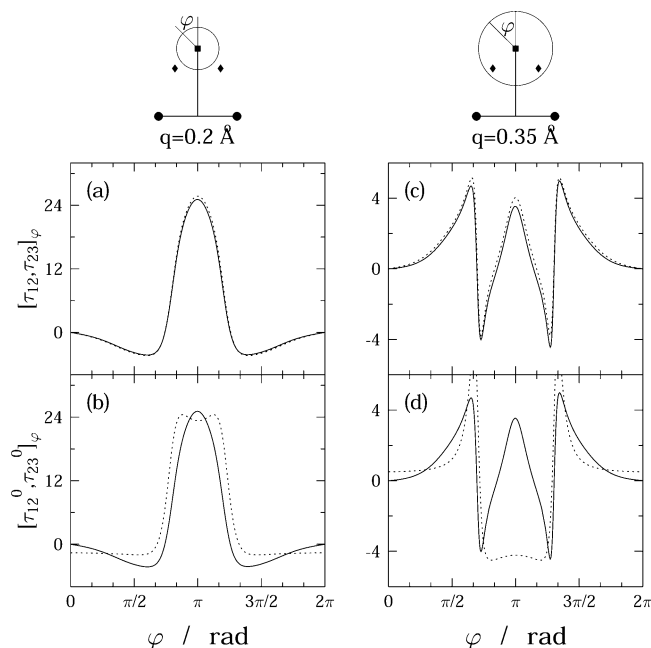 φ
φ
q=0.2 Å
q=0.35 Å
(a)
24
12
0
[τ12,τ23]φ
(c)
4
0
-4
(b)
24
12
0
[τ12^0,τ23^0]φ
(d)
4
0
-4
0 π/2 π 3π/2 2π
0 π/2 π 3π/2 2π
φ / rad
φ / rad